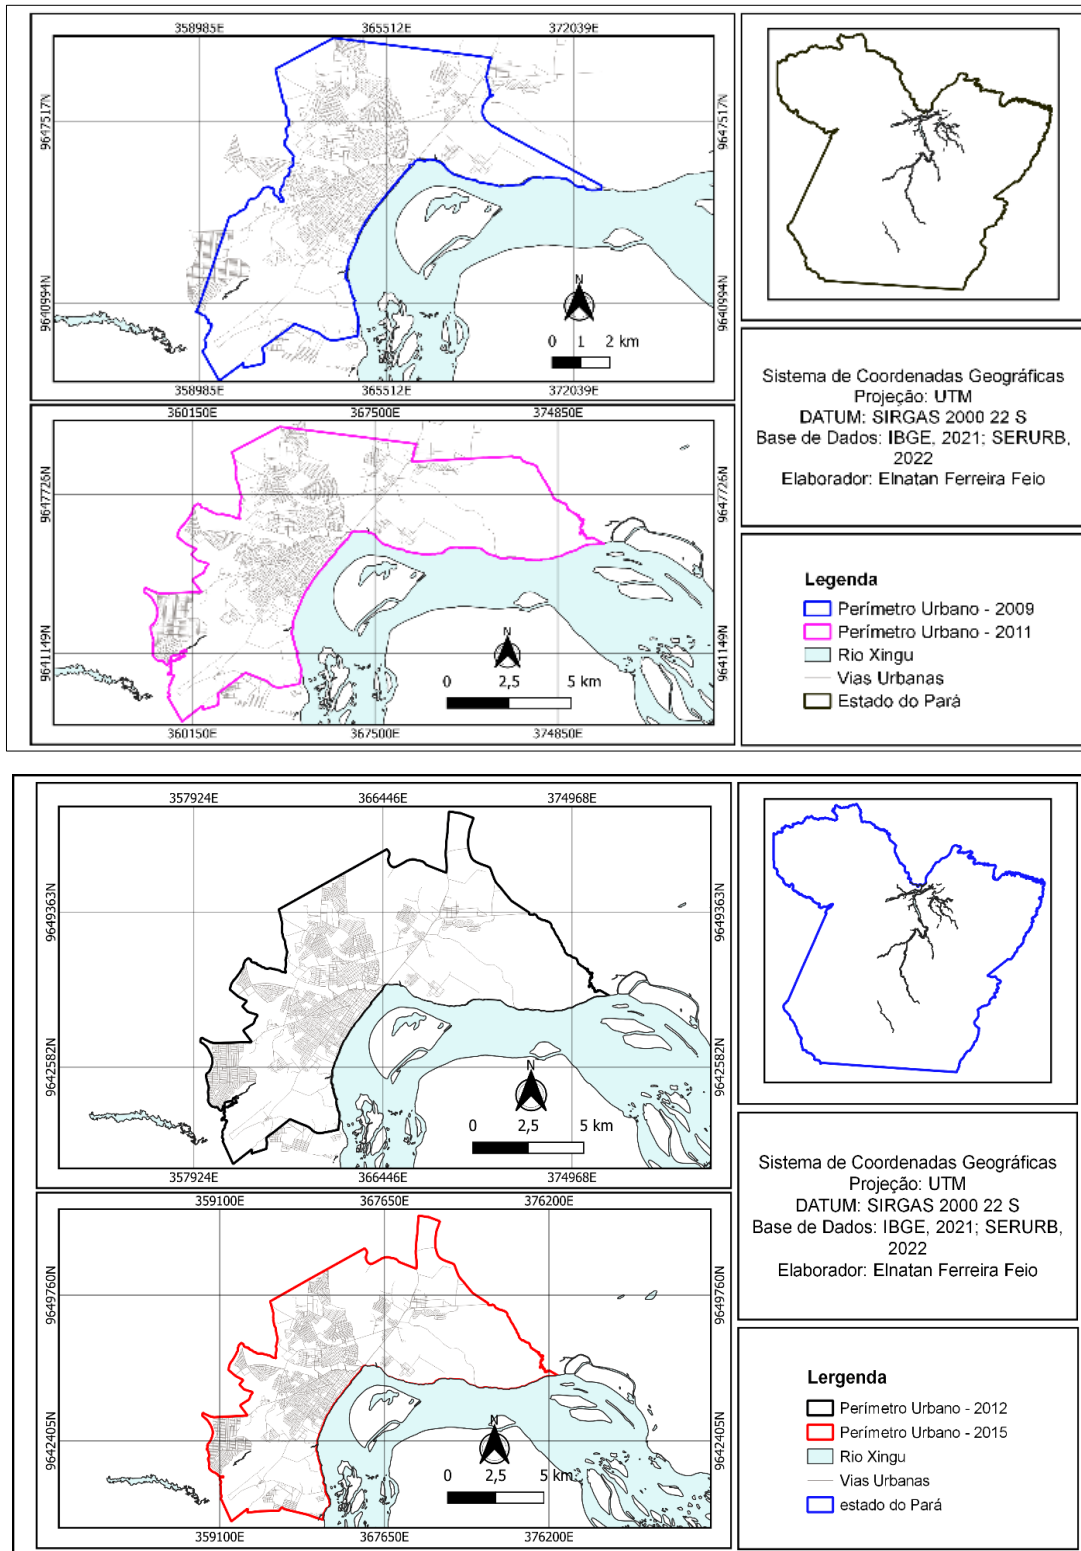 358985E 365512E 372039E
9647517N 9647517N
9640994N 9640994N
N
0 1 2 km
358985E 365512E 372039E
360150E 367500E 374850E
9647726N 9647726N
9641149N 9641149N
N
0 2,5 5 km
360150E 367500E 374850E
Sistema de Coordenadas Geográficas
Projeção: UTM
DATUM: SIRGAS 2000 22 S
Base de Dados: IBGE, 2021; SERURB,
2022
Elaborador: Elnatan Ferreira Feio
Legenda
Perímetro Urbano - 2009
Perímetro Urbano - 2011
Rio Xingu
Vias Urbanas
Estado do Pará
357924E 366446E 374968E
9649363N 9649363N
9642582N 9642582N
N
0 2,5 5 km
357924E 366446E 374968E
359100E 367650E 376200E
9649760N 9649760N
9642405N 9642405N
N
0 2,5 5 km
359100E 367650E 376200E
Sistema de Coordenadas Geográficas
Projeção: UTM
DATUM: SIRGAS 2000 22 S
Base de Dados: IBGE, 2021; SERURB,
2022
Elaborador: Elnatan Ferreira Feio
Lergenda
Perímetro Urbano - 2012
Perímetro Urbano - 2015
Rio Xingu
Vias Urbanas
estado do Pará